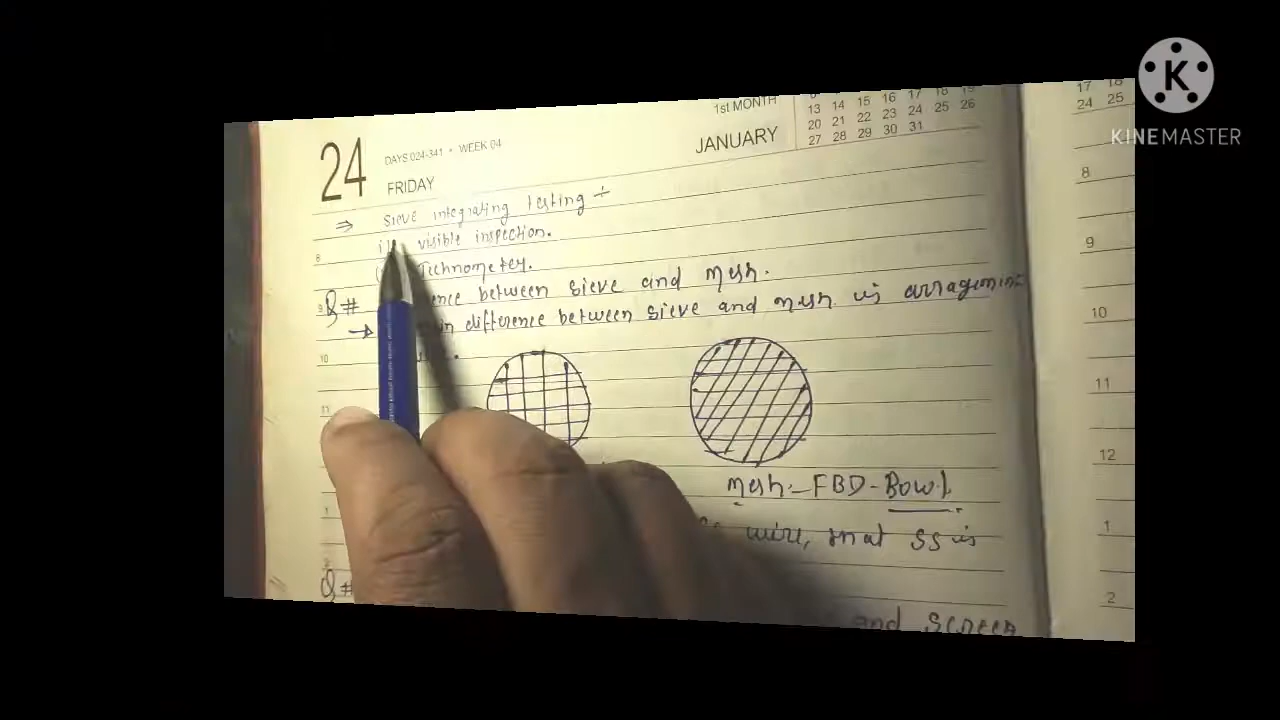 24
DAYS 024-341 • WEEK 04
FRIDAY
1st MONTH
JANUARY
13 14 15 16 17 18 19
20 21 22 23 24 25 26
27 28 29 30 31
17 18
24 25
KINEMASTER
⇒ Sieve integrating testing ÷
visible inspection.
Technometer.
Q# ence between sieve and mesh.
→ in difference between sieve and mesh is arragement
mesh:- FBD-Bowl.
wire, that SS is
Q#
and screen
8
9
10
11
12
1
2